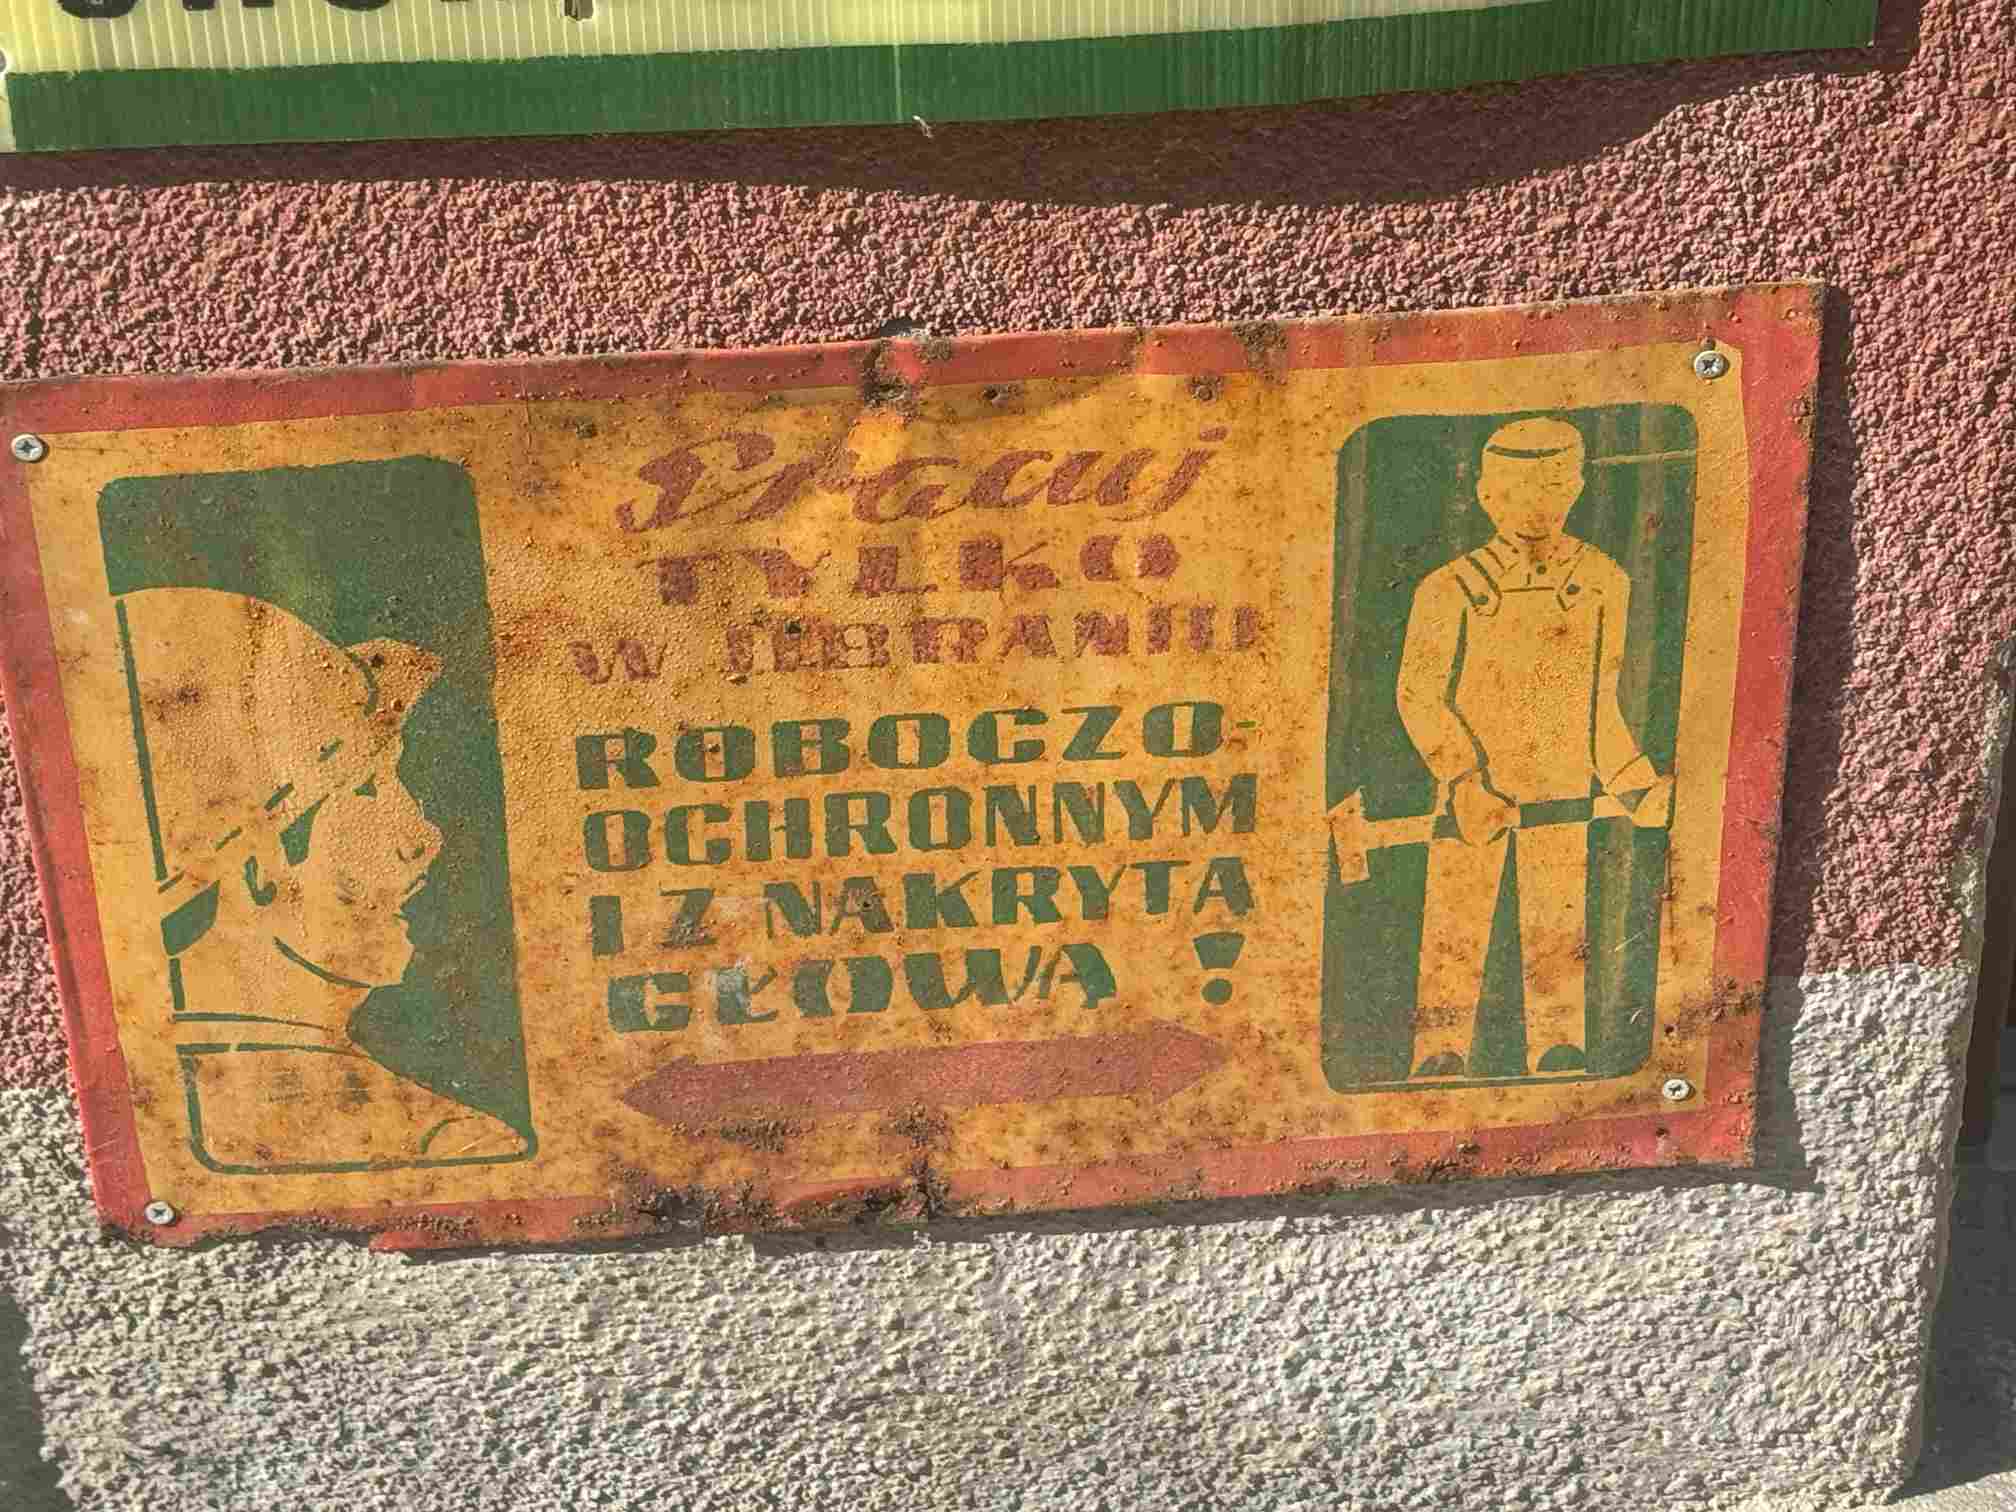 Pracuj
TYLKO
W UBRANIU
ROBOCZO-
OCHRONNYM
I Z NAKRYTĄ
GŁOWĄ!